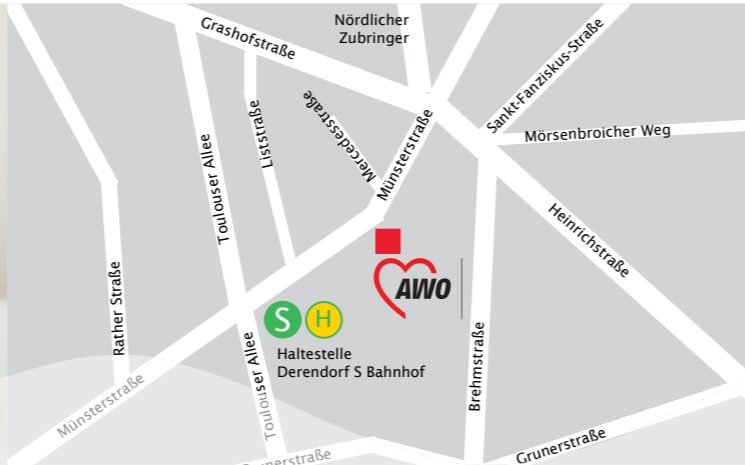 Nördlicher
Zubringer
Grashofstraße
Sankt-Fanziskus-Straße
Mörsenbroicher Weg
Liststraße
Mercedesstraße
Münsterstraße
Toulouser Allee
Heinrichstraße
Rather Straße
AWO
S
H
Haltestelle
Derendorf S Bahnhof
Toulouser Allee
Brehmstraße
Münsterstraße
Grunerstraße
Grunerstraße